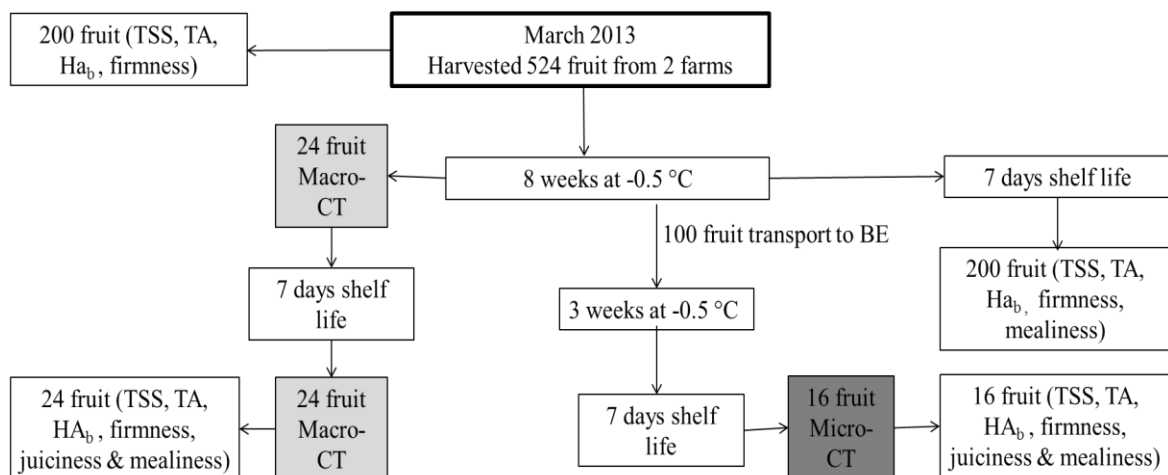 200 fruit (TSS, TA,
Ha_b, firmness)
March 2013
Harvested 524 fruit from 2 farms
24 fruit
Macro-
CT
8 weeks at -0.5 °C
7 days shelf life
100 fruit transport to BE
7 days shelf
life
3 weeks at -0.5 °C
200 fruit (TSS, TA,
Ha_b, firmness,
mealiness)
24 fruit (TSS, TA,
HA_b, firmness,
juiciness & mealiness)
24 fruit
Macro-
CT
7 days shelf
life
16 fruit
Micro-
CT
16 fruit (TSS, TA,
HA_b, firmness,
juiciness & mealiness)